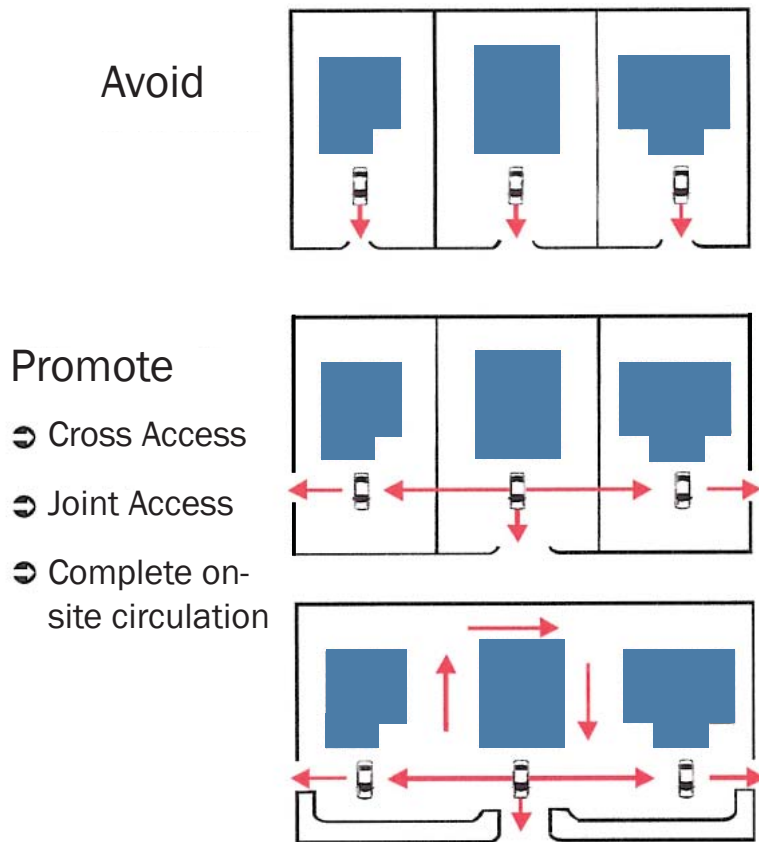 Avoid
Promote
➲ Cross Access
➲ Joint Access
➲ Complete on-
site circulation